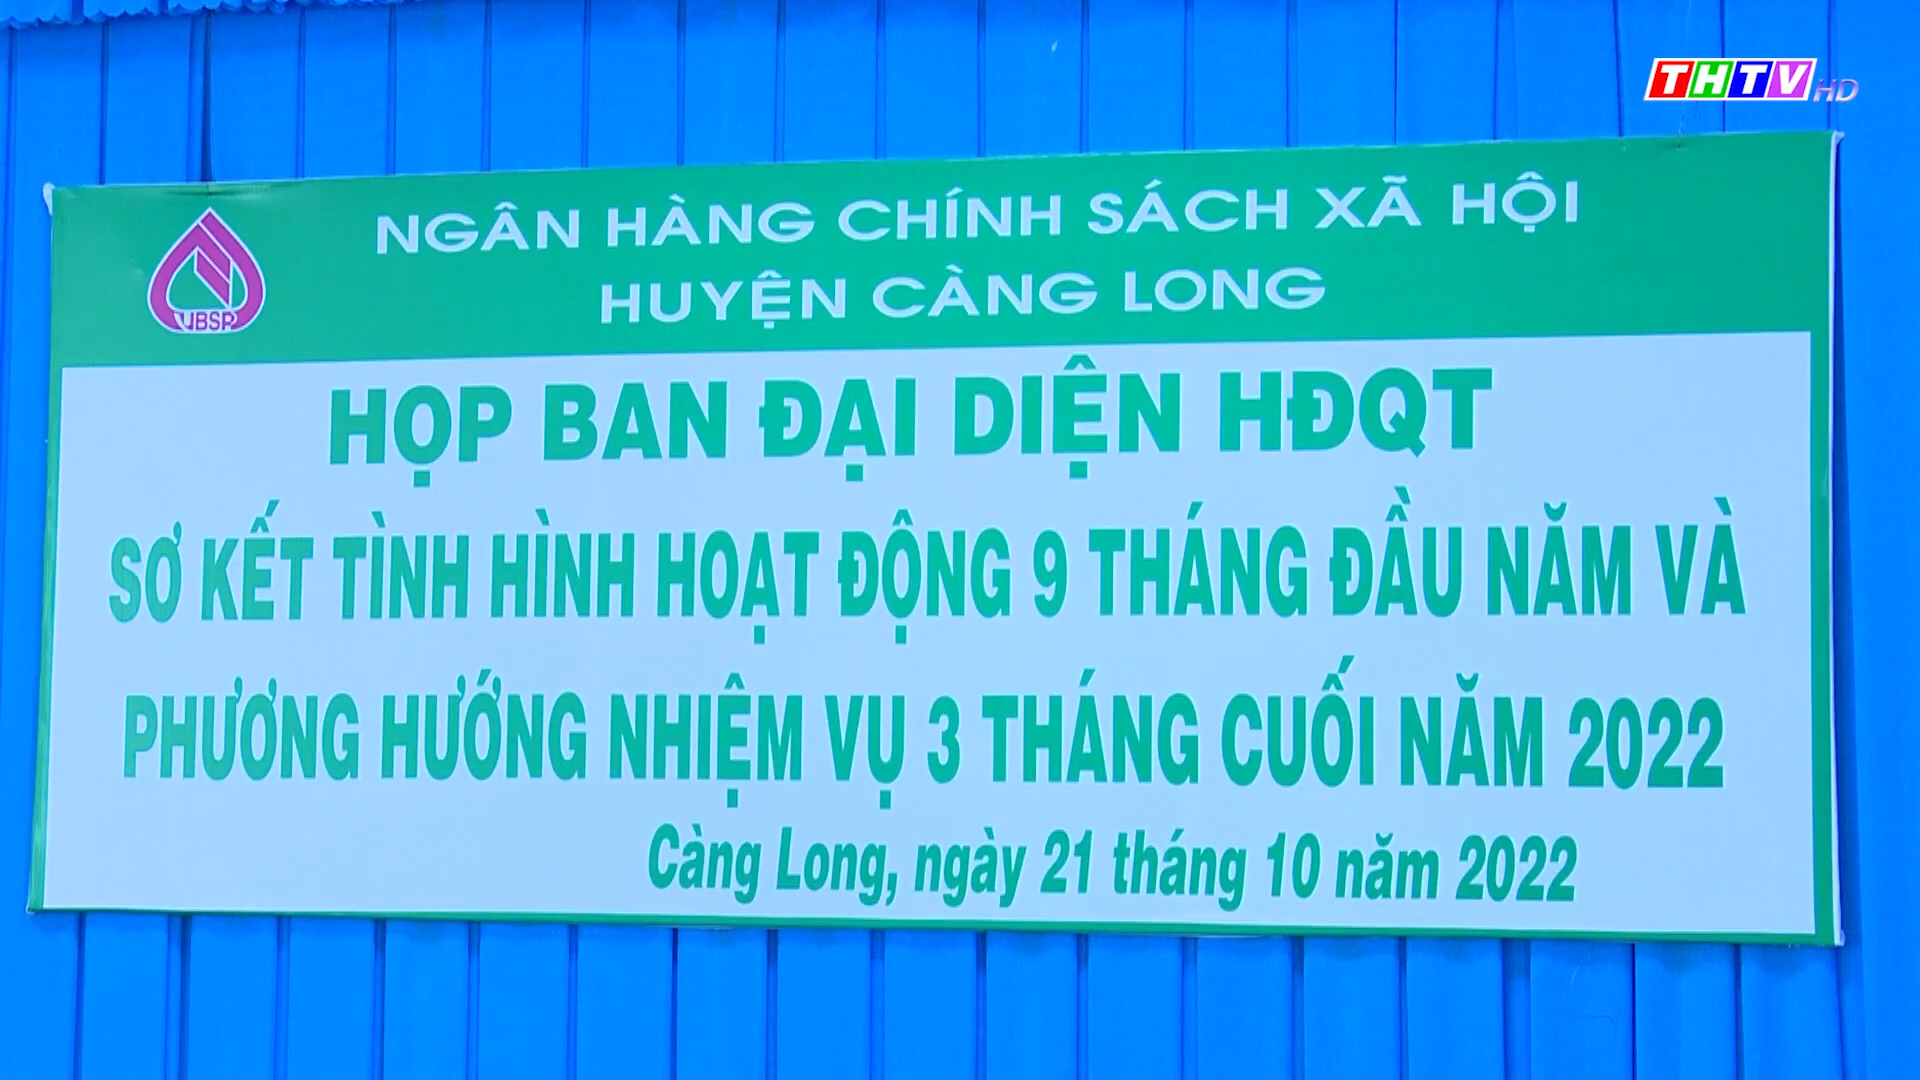 THTV HD
NGÂN HÀNG CHÍNH SÁCH XÃ HỘI
HUYỆN CÀNG LONG
VBSP
HỌP BAN ĐẠI DIỆN HĐQT
SƠ KẾT TÌNH HÌNH HOẠT ĐỘNG 9 THÁNG ĐẦU NĂM VÀ
PHƯƠNG HƯỚNG NHIỆM VỤ 3 THÁNG CUỐI NĂM 2022
Càng Long, ngày 21 tháng 10 năm 2022